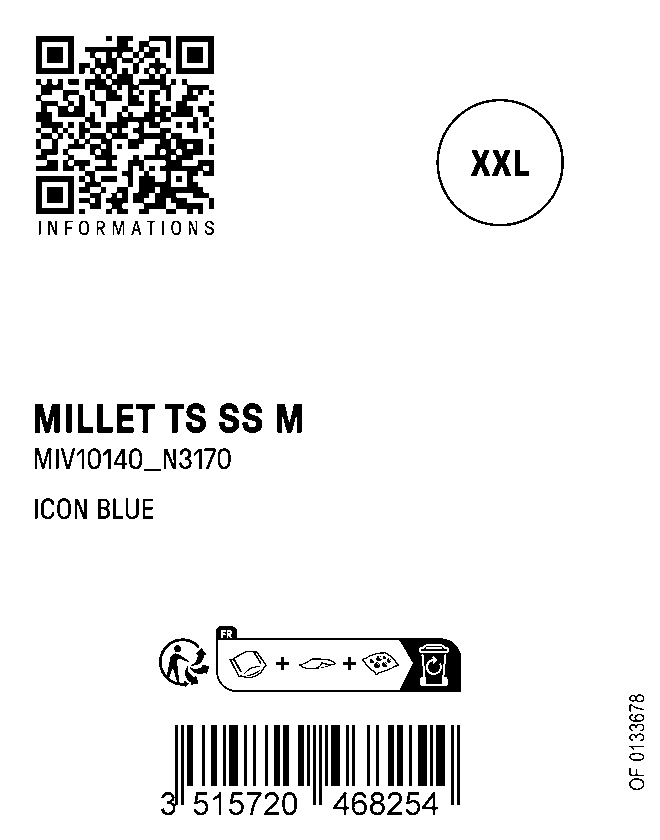 INFORMATIONS
XXL
MILLET TS SS M
MIV10140_N3170
ICON BLUE
FR
3 515720 468254
OF 0133678